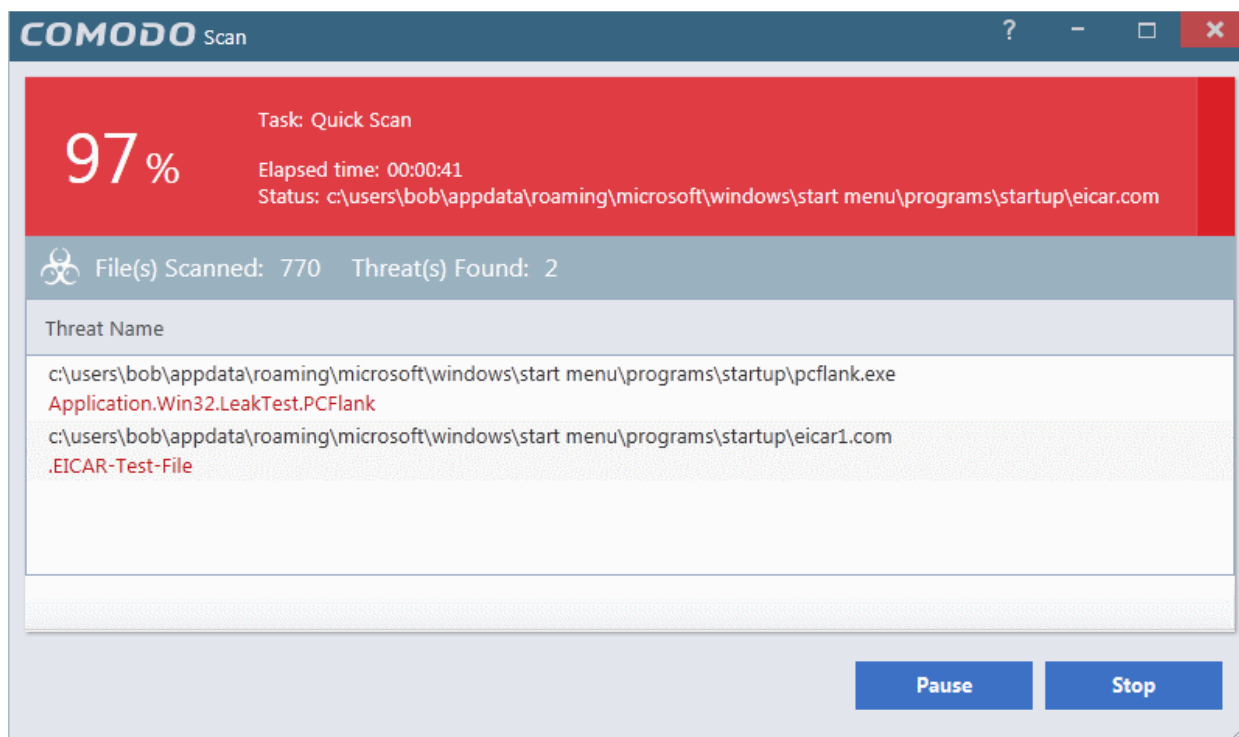 COMODO Scan ?
97 %
Task: Quick Scan
Elapsed time: 00:00:41
Status: c:\users\bob\appdata\roaming\microsoft\windows\start menu\programs\startup\eicar.com
File(s) Scanned: 770 Threat(s) Found: 2
Threat Name
c:\users\bob\appdata\roaming\microsoft\windows\start menu\programs\startup\pcflank.exe
Application.Win32.LeakTest.PCFlank
c:\users\bob\appdata\roaming\microsoft\windows\start menu\programs\startup\eicar1.com
.EICAR-Test-File
Pause Stop